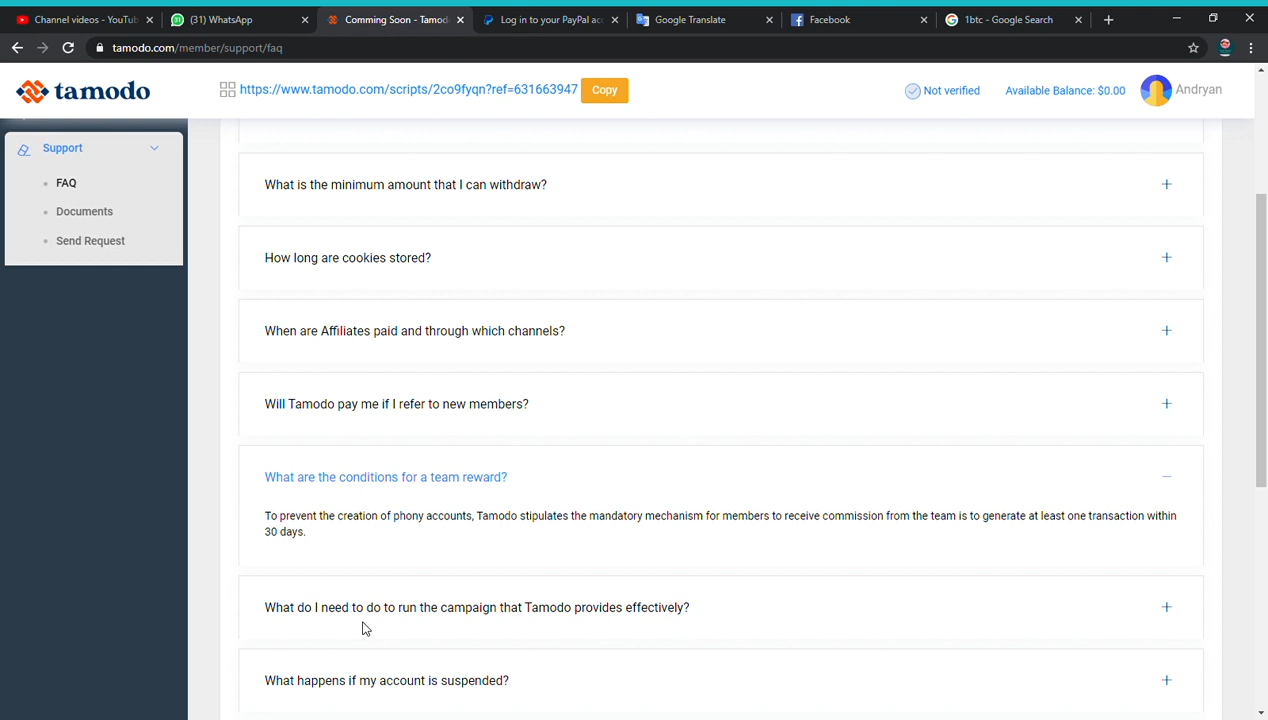 Channel videos - YouTub
(31) WhatsApp
Comming Soon - Tamod
Log in to your PayPal acc
Google Translate
Facebook
1btc - Google Search
tamodo.com/member/support/faq
tamodo
https://www.tamodo.com/scripts/2co9fyqn?ref=631663947
Copy
Not verified
Available Balance: $0.00
Andryan
Support
FAQ
Documents
Send Request
What is the minimum amount that I can withdraw?
How long are cookies stored?
When are Affiliates paid and through which channels?
Will Tamodo pay me if I refer to new members?
What are the conditions for a team reward?
To prevent the creation of phony accounts, Tamodo stipulates the mandatory mechanism for members to receive commission from the team is to generate at least one transaction within
30 days.
What do I need to do to run the campaign that Tamodo provides effectively?
What happens if my account is suspended?